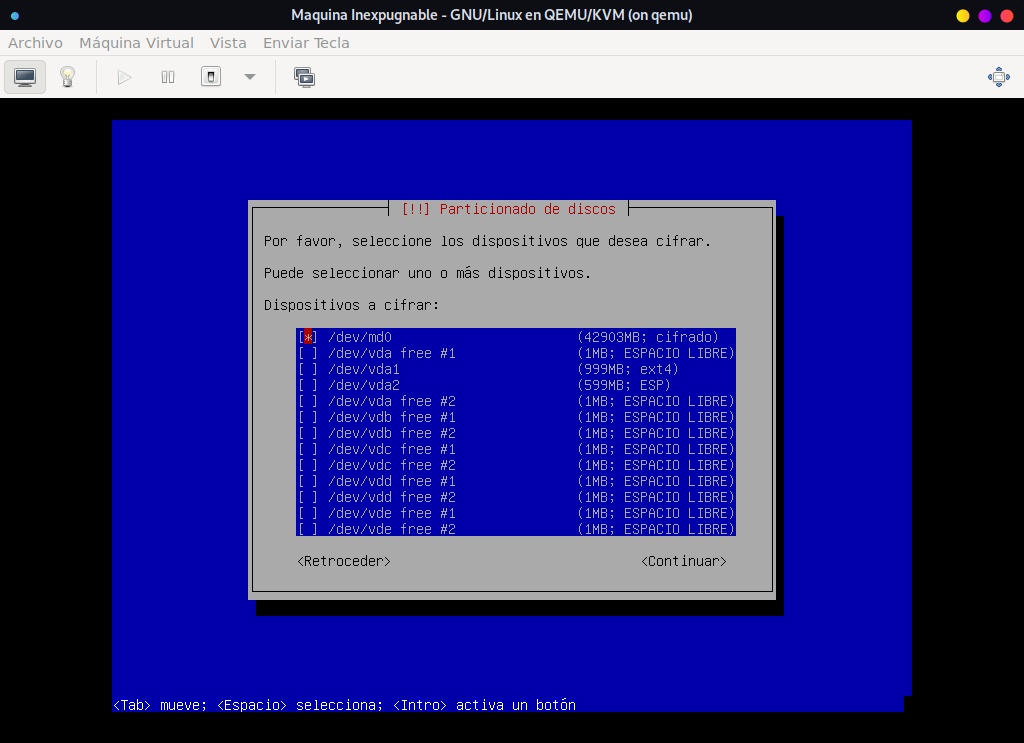 Maquina Inexpugnable - GNU/Linux en QEMU/KVM (on qemu)
Archivo Máquina Virtual Vista Enviar Tecla
[!!] Particionado de discos
Por favor, seleccione los dispositivos que desea cifrar.
Puede seleccionar uno o más dispositivos.
Dispositivos a cifrar:
[*] /dev/md0 (42903MB; cifrado)
[ ] /dev/vda free #1 (1MB; ESPACIO LIBRE)
[ ] /dev/vda1 (999MB; ext4)
[ ] /dev/vda2 (599MB; ESP)
[ ] /dev/vda free #2 (1MB; ESPACIO LIBRE)
[ ] /dev/vdb free #1 (1MB; ESPACIO LIBRE)
[ ] /dev/vdb free #2 (1MB; ESPACIO LIBRE)
[ ] /dev/vdc free #1 (1MB; ESPACIO LIBRE)
[ ] /dev/vdc free #2 (1MB; ESPACIO LIBRE)
[ ] /dev/vdd free #1 (1MB; ESPACIO LIBRE)
[ ] /dev/vdd free #2 (1MB; ESPACIO LIBRE)
[ ] /dev/vde free #1 (1MB; ESPACIO LIBRE)
[ ] /dev/vde free #2 (1MB; ESPACIO LIBRE)
<Retroceder> <Continuar>
<Tab> mueve; <Espacio> selecciona; <Intro> activa un botón